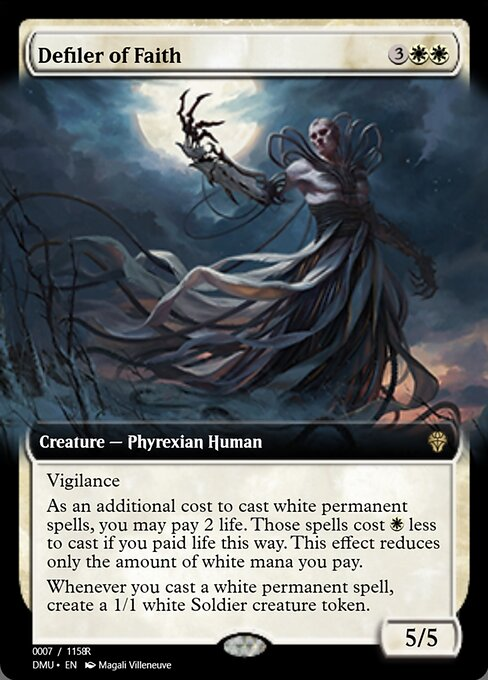 Defiler of Faith 3
Creature — Phyrexian Human
Vigilance
As an additional cost to cast white permanent
spells, you may pay 2 life. Those spells cost less
to cast if you paid life this way. This effect reduces
only the amount of white mana you pay.
Whenever you cast a white permanent spell,
create a 1/1 white Soldier creature token.
5/5
0007 / 1158R
DMU • EN Magali Villeneuve